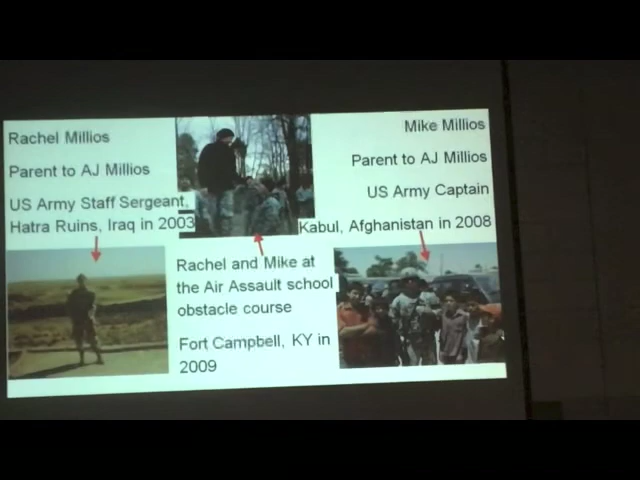 Rachel Millios
Parent to AJ Millios
US Army Staff Sergeant,
Hatra Ruins, Iraq in 2003
Rachel and Mike at
the Air Assault school
obstacle course
Fort Campbell, KY in
2009
Mike Millios
Parent to AJ Millios
US Army Captain
Kabul, Afghanistan in 2008